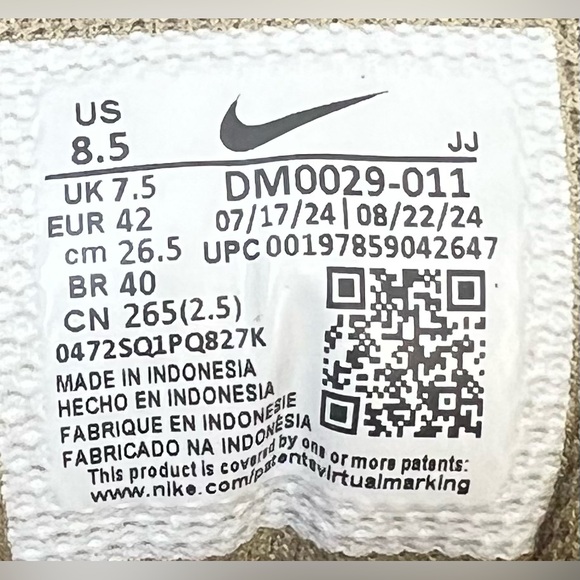 US
8.5
JJ
UK 7.5
DM0029-011
EUR 42
07/17/24 | 08/22/24
cm 26.5
UPC 00197859042647
BR 40
CN 265(2.5)
0472SQ1PQ827K
MADE IN INDONESIA
HECHO EN INDONESIA
FABRIQUE EN INDONESIE
FABRICADO NA INDONÉSIA
This product is covered by one or more patents:
www.nike.com/patentsvirtualmarking